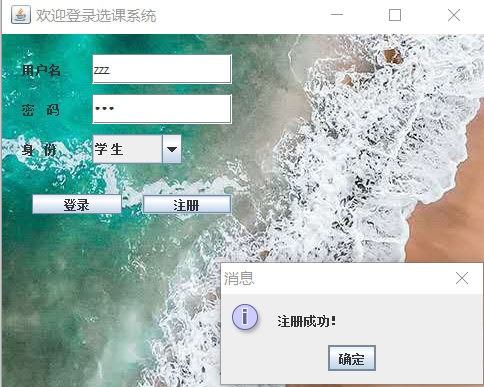 欢迎登录选课系统
用户名
zzz
密 码
•••
身 份
学生
登录
注册
消息
注册成功!
确定